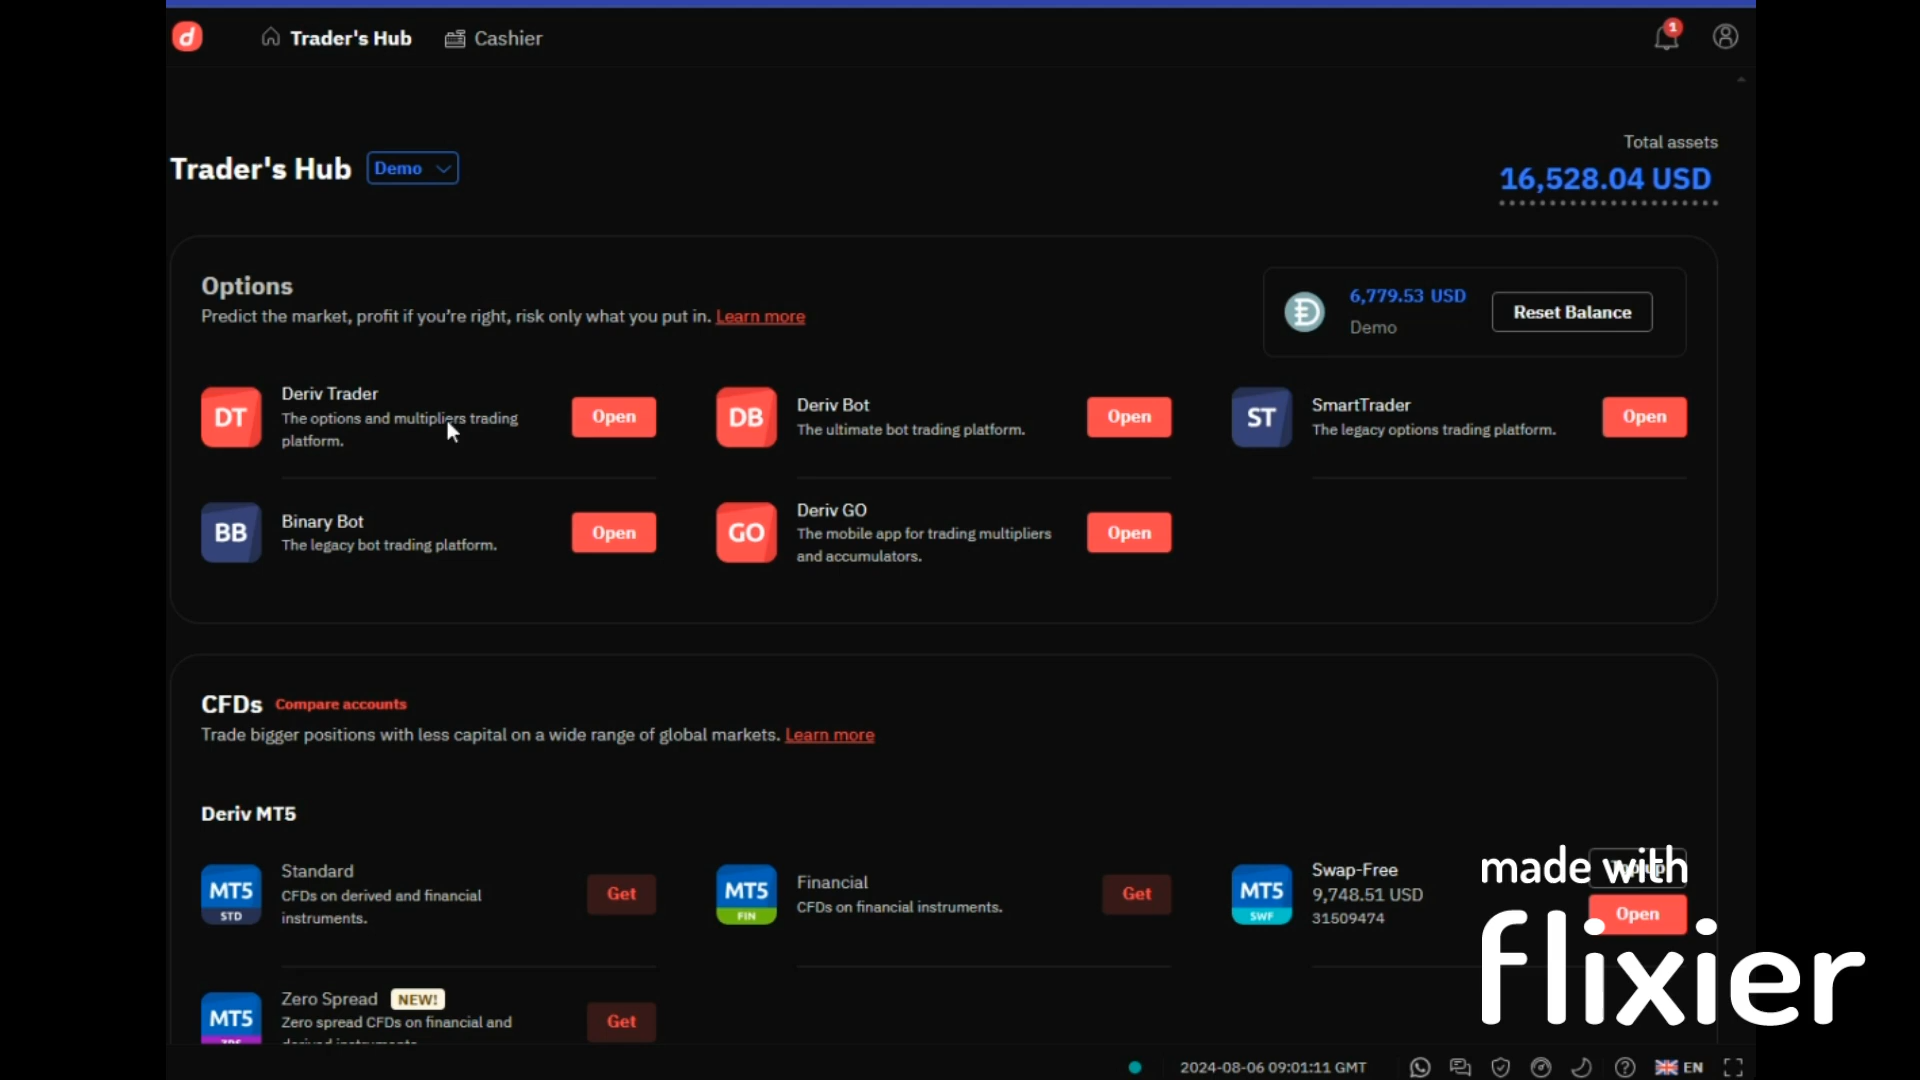 d
Trader's Hub
Cashier
1
Trader's Hub
Demo
Total assets
16,528.04 USD
Options
Predict the market, profit if you're right, risk only what you put in. Learn more
6,779.53 USD
Demo
Reset Balance
DT
Deriv Trader
The options and multipliers trading
platform.
Open
DB
Deriv Bot
The ultimate bot trading platform.
Open
ST
SmartTrader
The legacy options trading platform.
Open
BB
Binary Bot
The legacy bot trading platform.
Open
GO
Deriv GO
The mobile app for trading multipliers
and accumulators.
Open
CFDs Compare accounts
Trade bigger positions with less capital on a wide range of global markets. Learn more
Deriv MT5
MT5
STD
Standard
CFDs on derived and financial
instruments.
Get
MT5
FIN
Financial
CFDs on financial instruments.
Get
MT5
SWF
Swap-Free
9,748.51 USD
31509474
Open
MT5
Zero Spread NEW!
Zero spread CFDs on financial and
derived instruments.
Get
made with
flixier
2024-08-06 09:01:11 GMT
EN